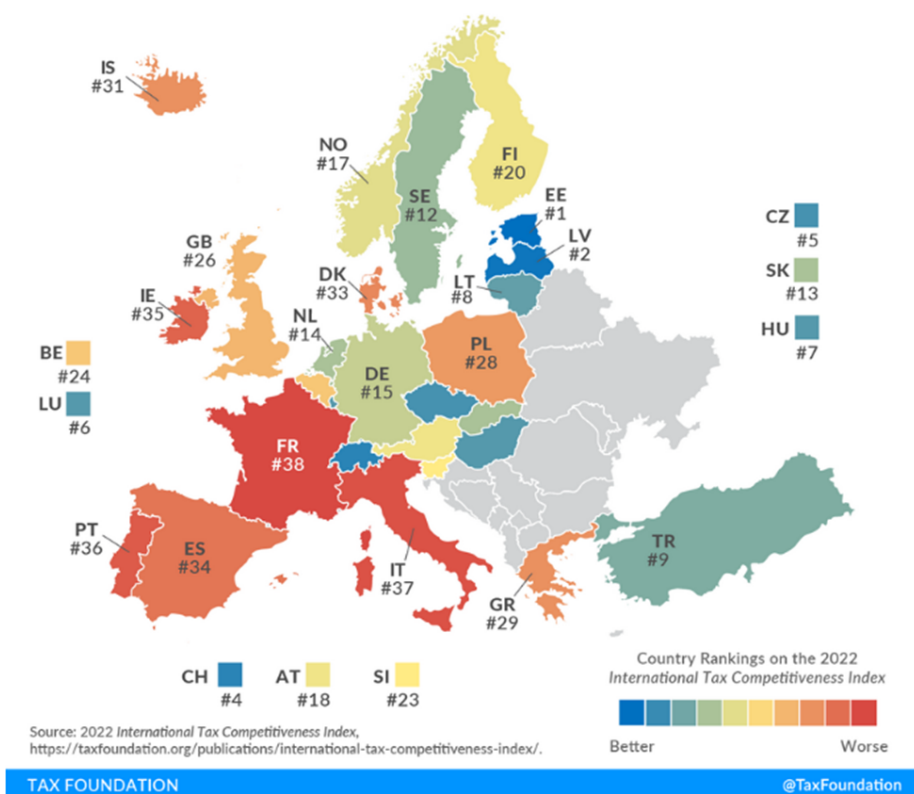 IS
#31
NO
#17
FI
#20
SE
#12
EE
#1
LV
#2
CZ
#5
GB
#26
DK
#33
LT
#8
SK
#13
IE
#35
NL
#14
HU
#7
BE
#24
DE
#15
PL
#28
LU
#6
FR
#38
PT
#36
ES
#34
IT
#37
TR
#9
GR
#29
CH
#4
AT
#18
SI
#23
Country Rankings on the 2022
International Tax Competitiveness Index
Better Worse
Source: 2022 International Tax Competitiveness Index,
https://taxfoundation.org/publications/international-tax-competitiveness-index/.
TAX FOUNDATION @TaxFoundation